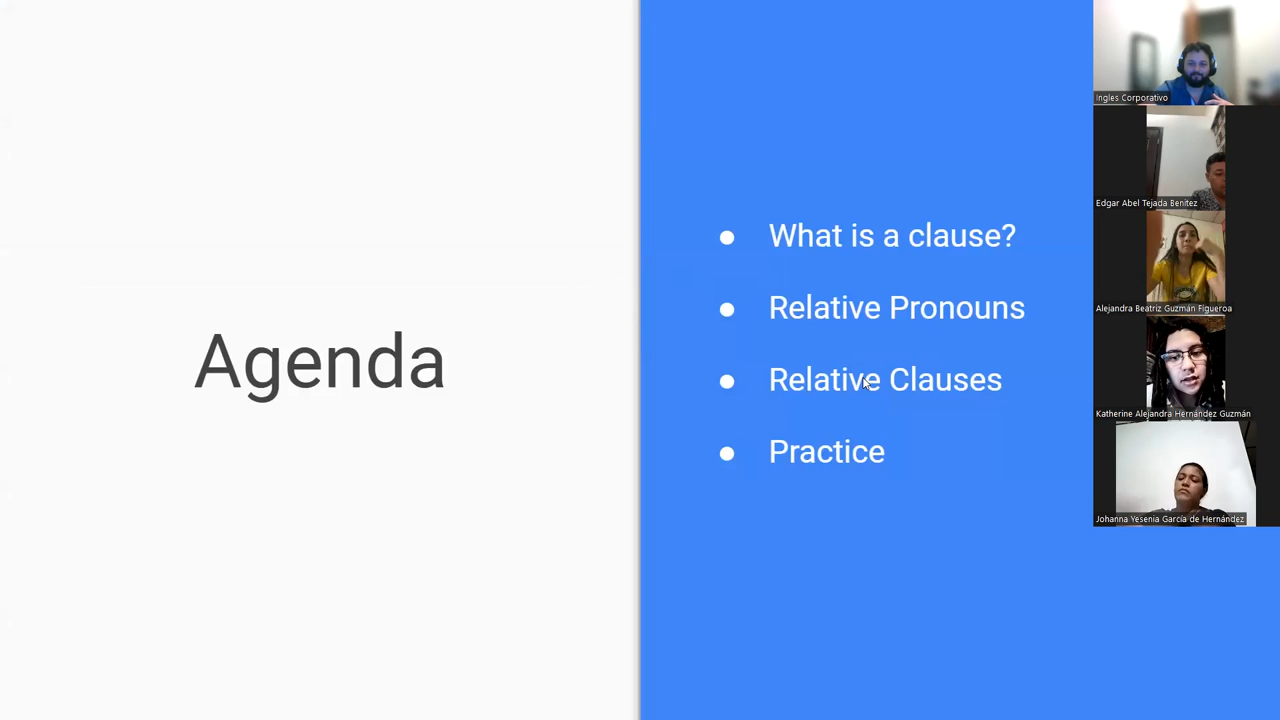 Agenda
What is a clause?
Relative Pronouns
Relative Clauses
Practice
Ingles Corporativo
Edgar Abel Tejada Benitez
Alejandra Beatriz Guzmán Figueroa
Katherine Alejandra Hernández Guzmán
Johanna Yesenia García de Hernández